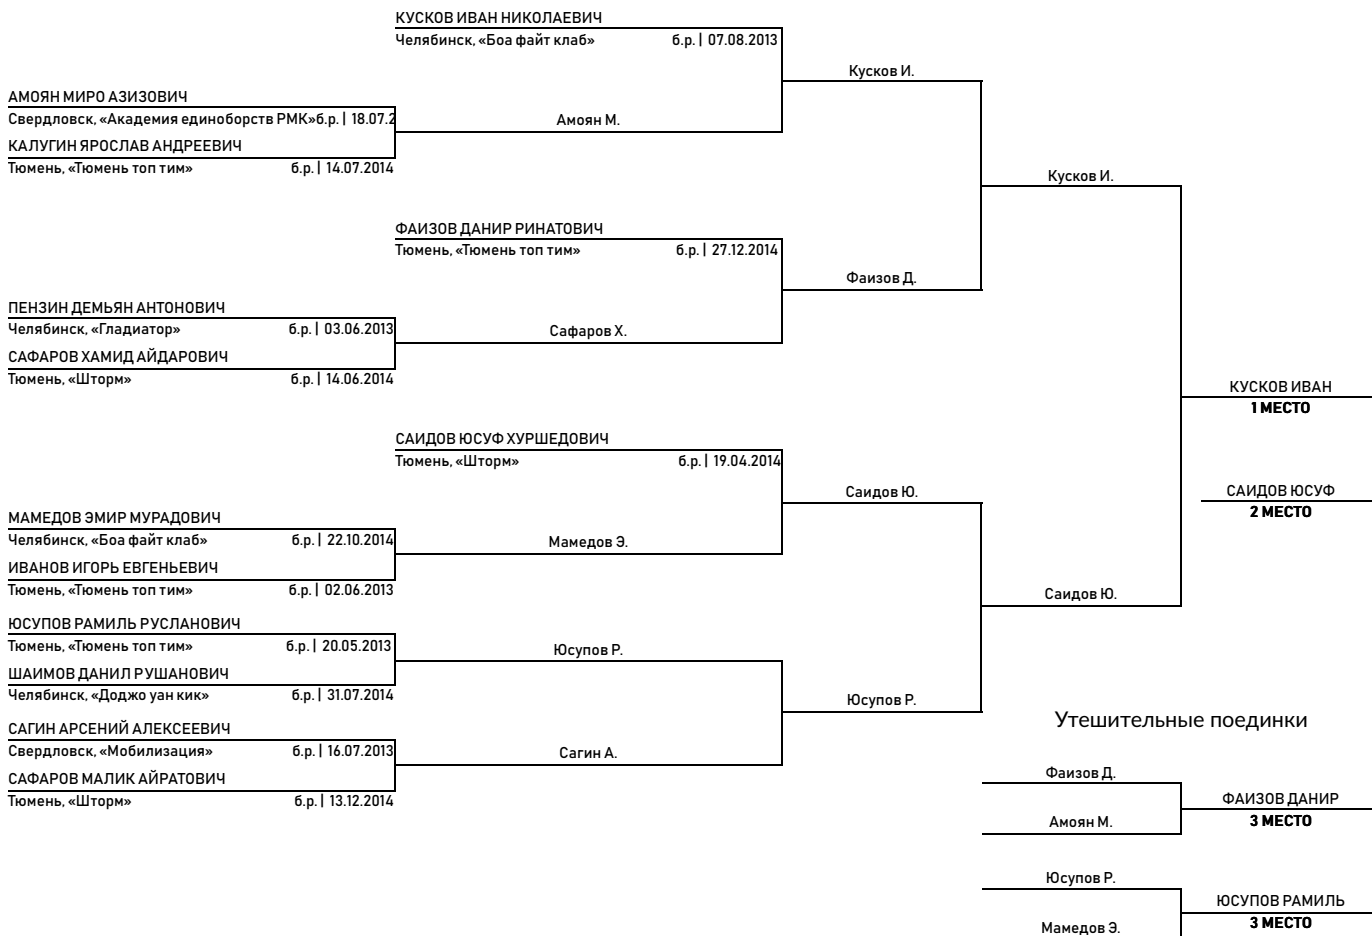 КУСКОВ ИВАН НИКОЛАЕВИЧ
Челябинск, «Боа файт клаб» б.р. | 07.08.2013
Кусков И.
АМОЯН МИРО АЗИЗОВИЧ
Свердловск, «Академия единоборств РМК»б.р. | 18.07.2
Амоян М.
КАЛУГИН ЯРОСЛАВ АНДРЕЕВИЧ
Тюмень, «Тюмень топ тим» б.р. | 14.07.2014
Кусков И.
ФАИЗОВ ДАНИР РИНАТОВИЧ
Тюмень, «Тюмень топ тим» б.р. | 27.12.2014
Фаизов Д.
ПЕНЗИН ДЕМЬЯН АНТОНОВИЧ
Челябинск, «Гладиатор» б.р. | 03.06.2013
Сафаров Х.
САФАРОВ ХАМИД АЙДАРОВИЧ
Тюмень, «Шторм» б.р. | 14.06.2014
КУСКОВ ИВАН
1 МЕСТО
САИДОВ ЮСУФ ХУРШЕДОВИЧ
Тюмень, «Шторм» б.р. | 19.04.2014
Саидов Ю.
САИДОВ ЮСУФ
2 МЕСТО
МАМЕДОВ ЭМИР МУРАДОВИЧ
Челябинск, «Боа файт клаб» б.р. | 22.10.2014
Мамедов Э.
ИВАНОВ ИГОРЬ ЕВГЕНЬЕВИЧ
Тюмень, «Тюмень топ тим» б.р. | 02.06.2013
Саидов Ю.
ЮСУПОВ РАМИЛЬ РУСЛАНОВИЧ
Тюмень, «Тюмень топ тим» б.р. | 20.05.2013
Юсупов Р.
ШАИМОВ ДАНИЛ РУШАНОВИЧ
Челябинск, «Доджо уан кик» б.р. | 31.07.2014
Юсупов Р.
САГИН АРСЕНИЙ АЛЕКСЕЕВИЧ
Свердловск, «Мобилизация» б.р. | 16.07.2013
Сагин А.
САФАРОВ МАЛИК АЙРАТОВИЧ
Тюмень, «Шторм» б.р. | 13.12.2014
Утешительные поединки
Фаизов Д.
ФАИЗОВ ДАНИР
3 МЕСТО
Амоян М.
Юсупов Р.
ЮСУПОВ РАМИЛЬ
3 МЕСТО
Мамедов Э.